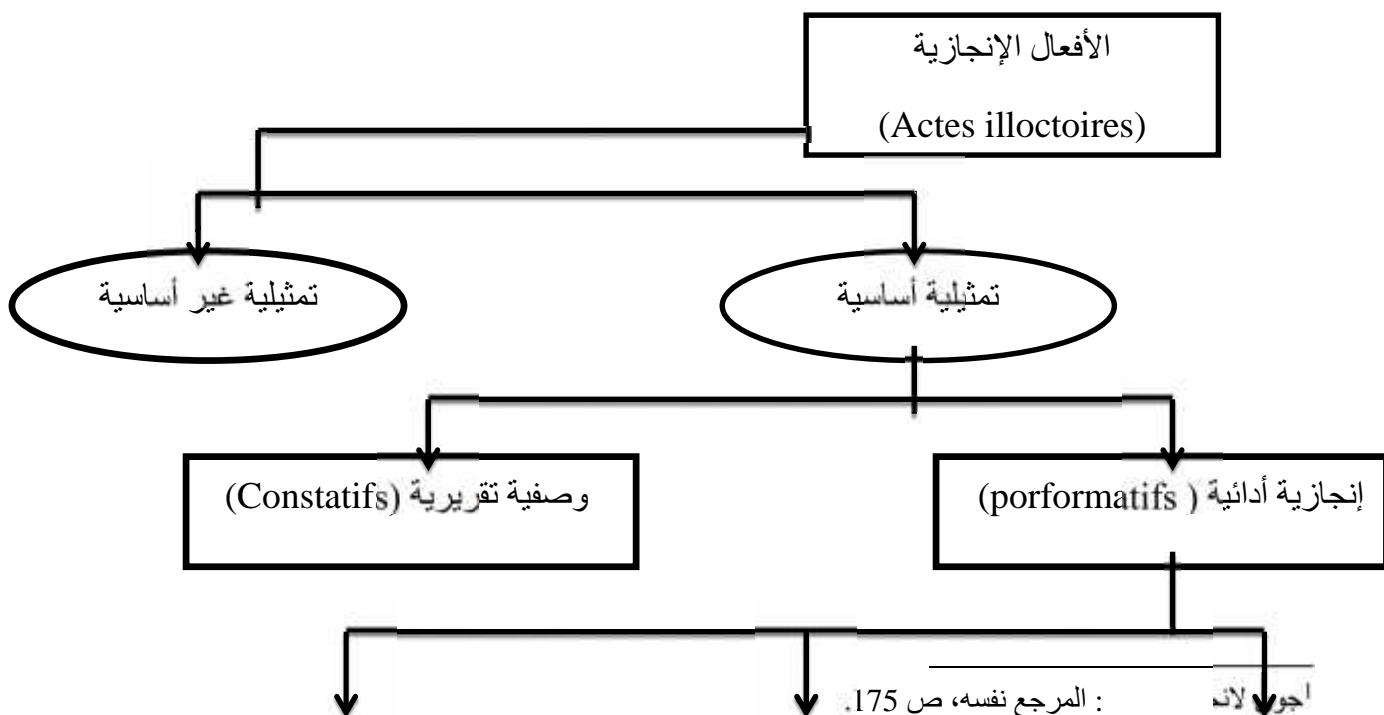 الأفعال الإنجازية
(Actes illoctoires)
تمثيلية أساسية
تمثيلية غير أساسية
إنجازية أدائية ( porformatifs)
وصفية تقريرية (Constatifs)
: المرجع نفسه، ص 175.